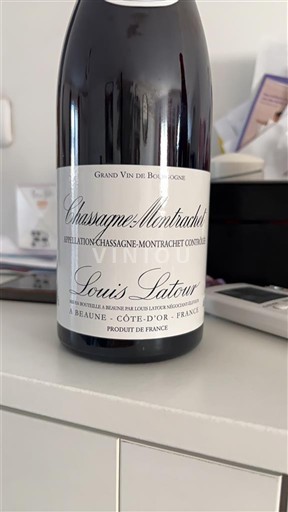 GRAND VIN DE BOURGOGNE
Chassagne-Montrachet
APPELLATION CHASSAGNE-MONTRACHET CONTRÔLÉE
VINTOU
Louis Latour
MIS EN BOUTEILLE A BEAUNE PAR LOUIS LATOUR NÉGOCIANT-ÉLEVEUR
A BEAUNE - CÔTE-D'OR - FRANCE
PRODUIT DE FRANCE